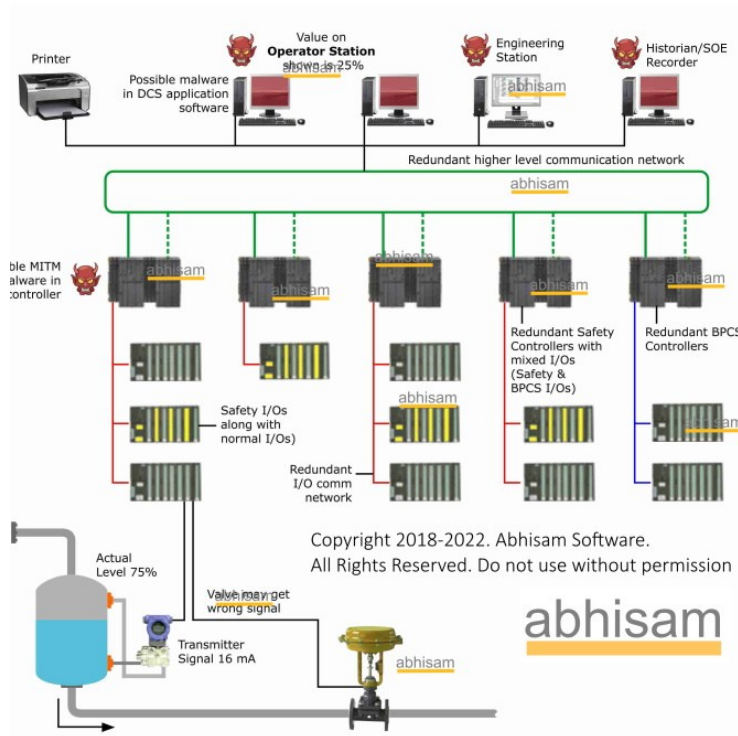 Printer
Possible malware
in DCS application
software
Value on
Operator Station
shown is 25%
abhisam
Engineering
Station
abhisam
Historian/SOE
Recorder
Redundant higher level communication network
abhisam
ble MITM
alware in
controller
abhisam
abhisam
abhisam
abhisam
abhisam
Redundant Safety
Controllers with
mixed I/Os
(Safety &
BPCS I/Os)
Redundant BPCS
Controllers
Safety I/Os
along with
normal I/Os)
abhisam
abhisam
Redundant
I/O comm
network
Copyright 2018-2022. Abhisam Software.
All Rights Reserved. Do not use without permission
abhisam
Actual
Level 75%
Valve may get
abhisam
wrong signal
Transmitter
Signal 16 mA
abhisam